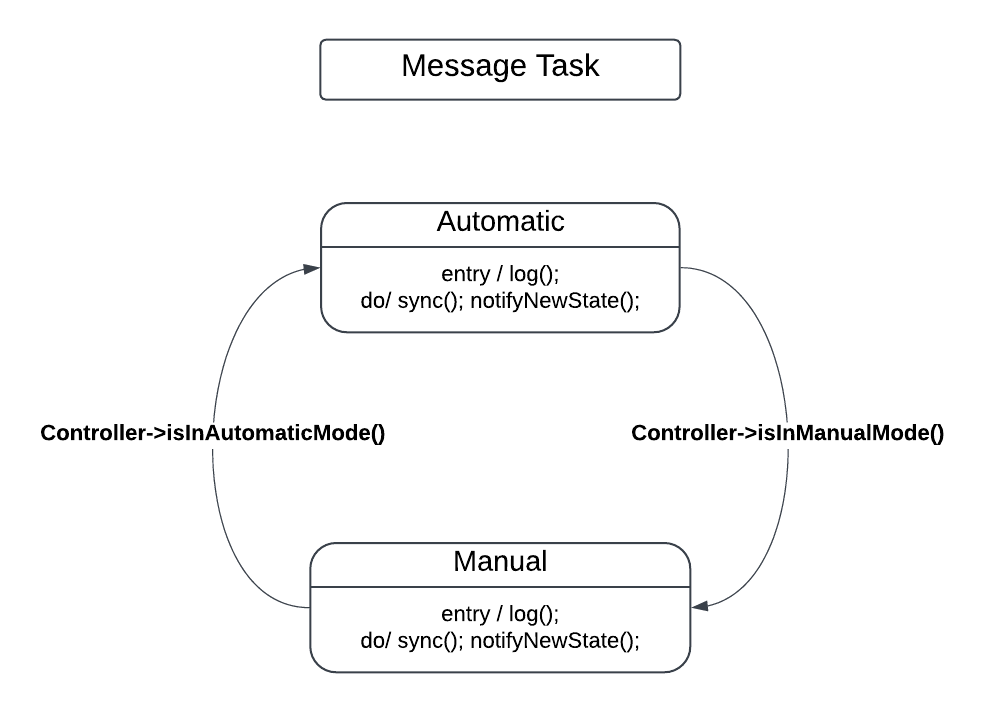 Message Task
Automatic
entry / log();
do/ sync(); notifyNewState();
Controller->isInAutomaticMode()
Controller->isInManualMode()
Manual
entry / log();
do/ sync(); notifyNewState();